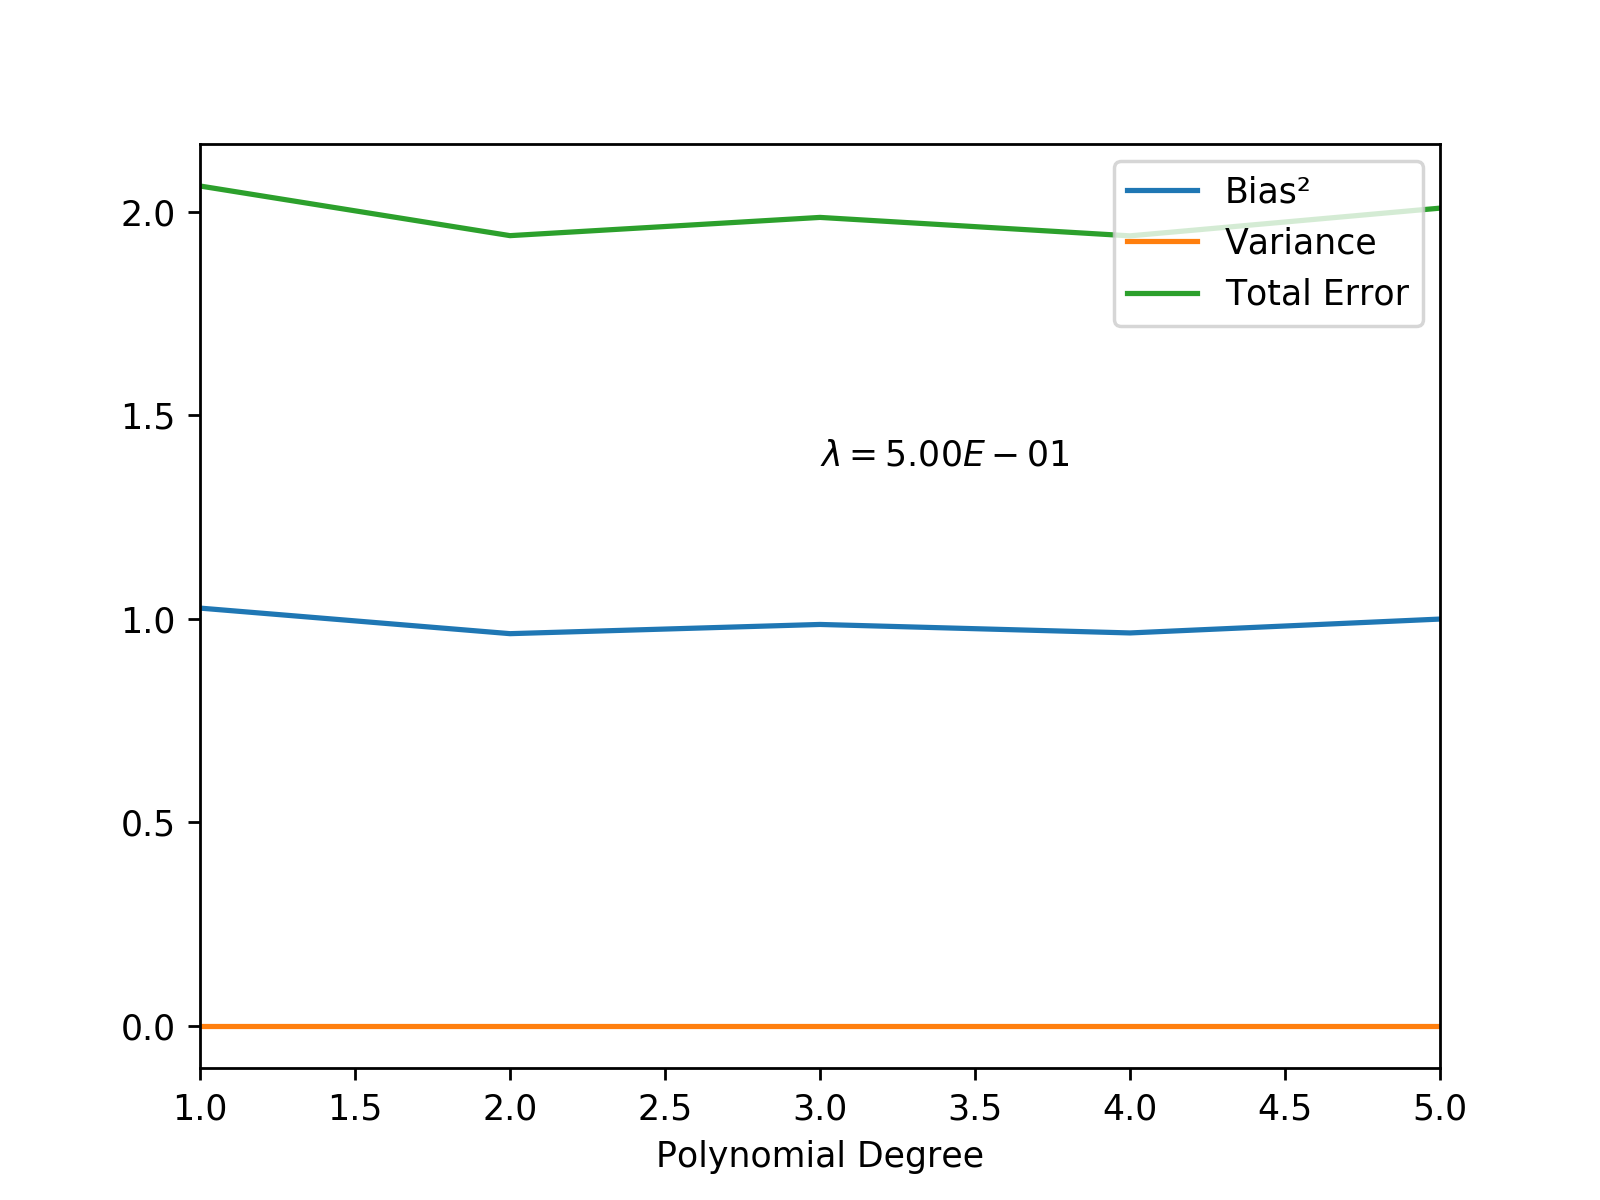 2.0
1.5
1.0
0.5
0.0
Bias²
Variance
Total Error
λ = 5.00E − 01
1.0 1.5 2.0 2.5 3.0 3.5 4.0 4.5 5.0
Polynomial Degree